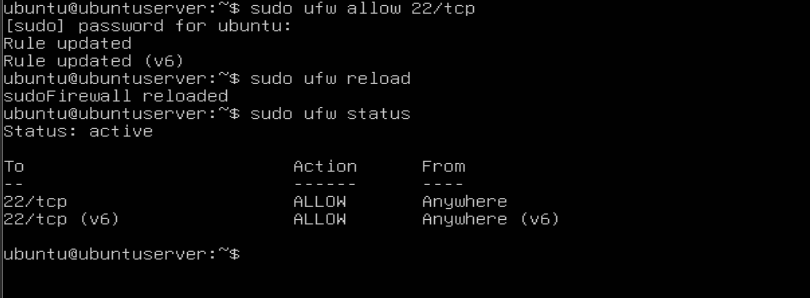 ubuntu@ubuntuserver:~$ sudo ufw allow 22/tcp
[sudo] password for ubuntu:
Rule updated
Rule updated (v6)
ubuntu@ubuntuserver:~$ sudo ufw reload
sudoFirewall reloaded
ubuntu@ubuntuserver:~$ sudo ufw status
Status: active
To                         Action      From
--                         ------      ----
22/tcp                     ALLOW       Anywhere
22/tcp (v6)                ALLOW       Anywhere (v6)
ubuntu@ubuntuserver:~$